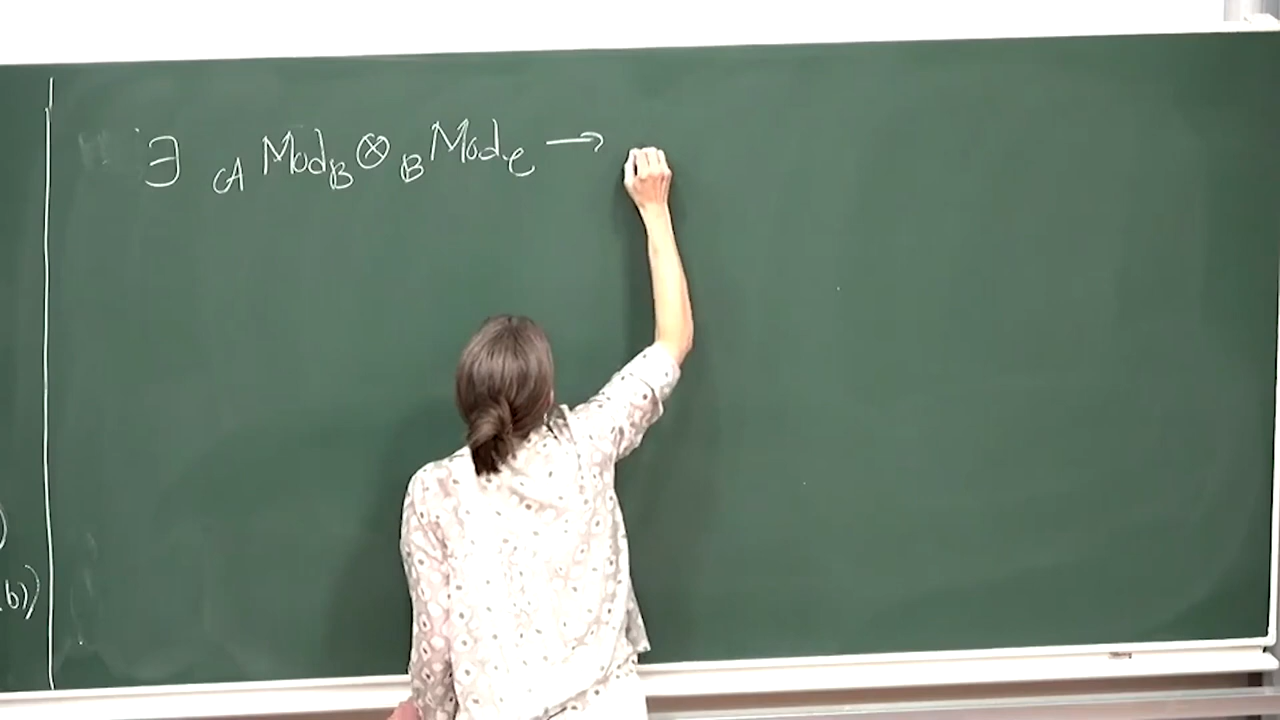 ∃ _A Mod_B ⊗ _B Mod_C →
)
b))